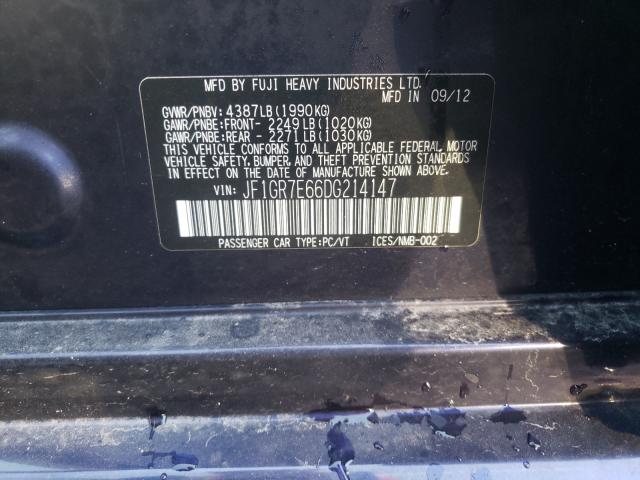 MFD BY FUJI HEAVY INDUSTRIES LTD.
MFD IN 09/12
GVWR/PNBV: 4387LB(1990KG)
GAWR/PNBE:FRONT- 2249LB(1020KG)
GAWR/PNBE:REAR - 2271LB(1030KG)
THIS VEHICLE CONFORMS TO ALL APPLICABLE FEDERAL MOTOR
VEHICLE SAFETY, BUMPER, AND THEFT PREVENTION STANDARDS
IN EFFECT ON THE DATE OF MANUFACTURE SHOWN ABOVE.
VIN: JF1GR7E66DG214147
PASSENGER CAR TYPE:PC/VT ICES/NMB-002